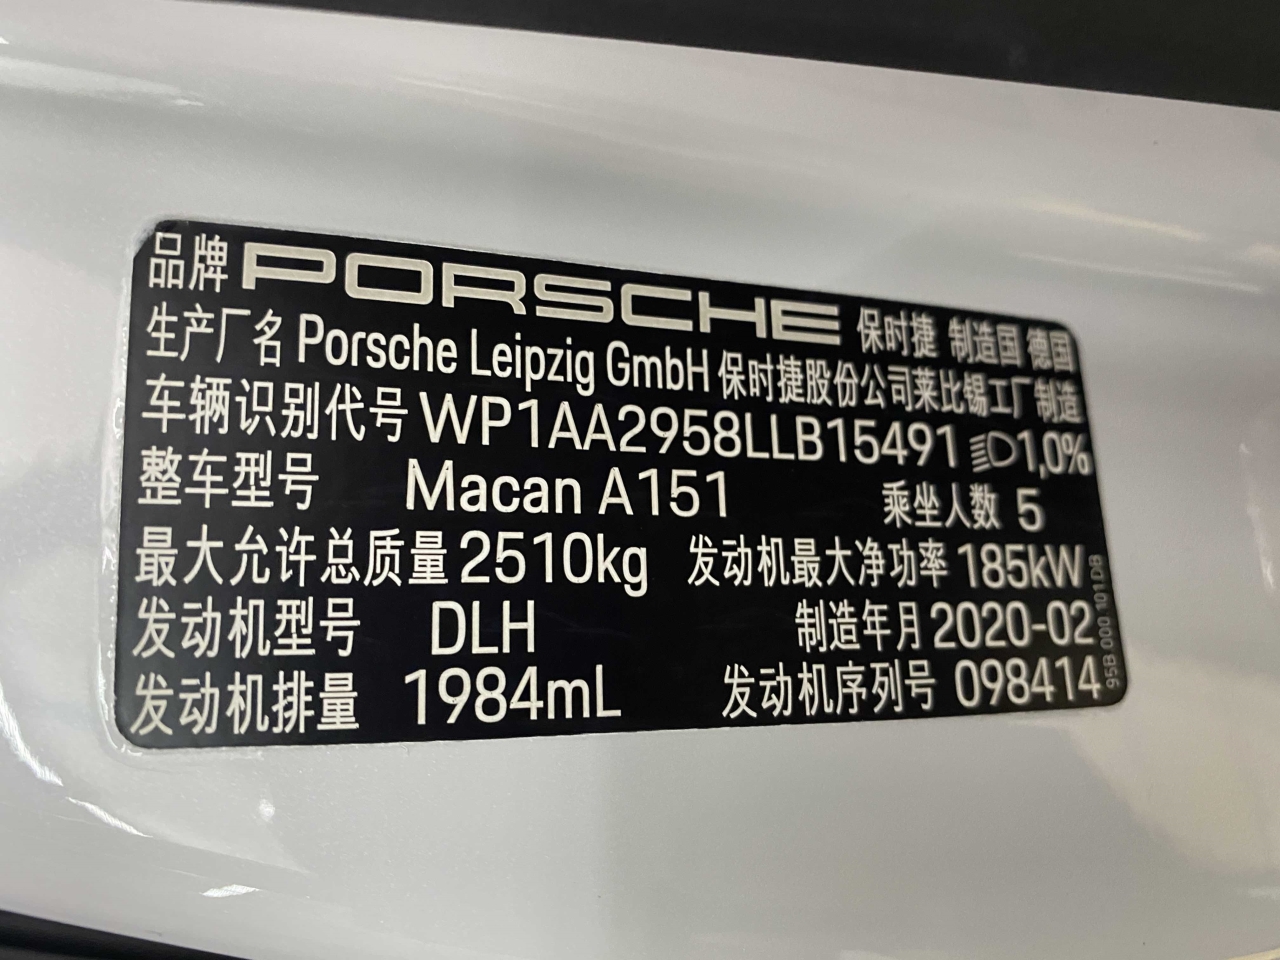 品牌 PORSCHE 保时捷 制造国 德国
生产厂名 Porsche Leipzig GmbH 保时捷股份公司莱比锡工厂制造
车辆识别代号 WP1AA2958LLB15491 1,0%
整车型号 Macan A151 乘坐人数 5
最大允许总质量 2510kg 发动机最大净功率 185kW
发动机型号 DLH 制造年月 2020-02
发动机排量 1984mL 发动机序列号 098414
95B 000 101 DB